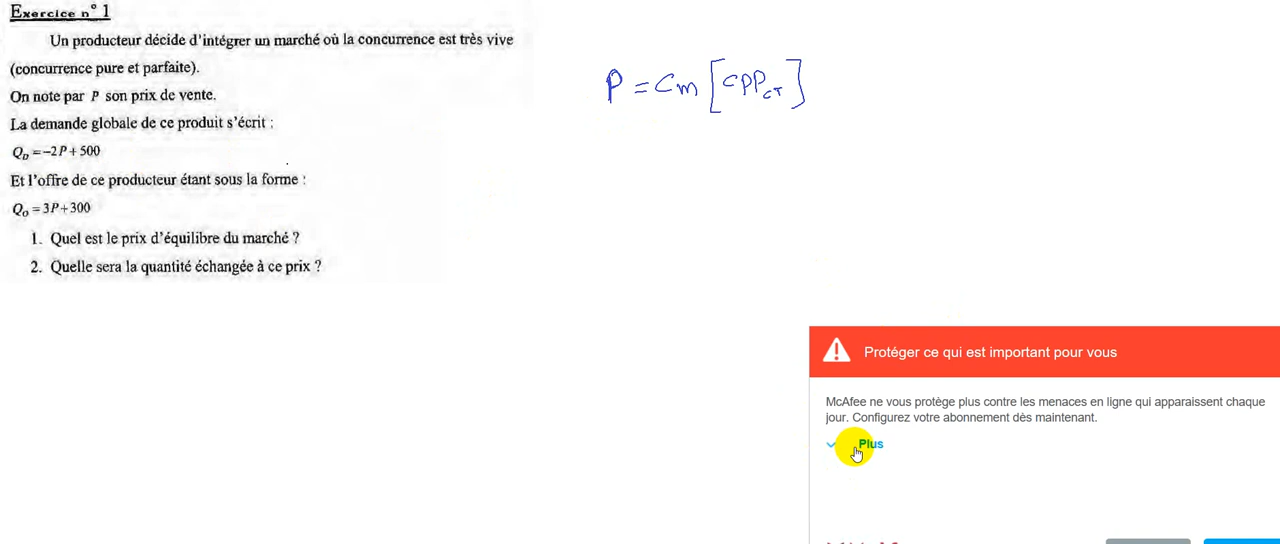 Exercice n° 1
Un producteur décide d'intégrer un marché où la concurrence est très vive
(concurrence pure et parfaite).
On note par P son prix de vente.
La demande globale de ce produit s'écrit :
Q_D = -2P + 500
Et l'offre de ce producteur étant sous la forme :
Q_O = 3P + 300
1. Quel est le prix d'équilibre du marché ?
2. Quelle sera la quantité échangée à ce prix ?
P = Cm [CPP_CT]
Protéger ce qui est important pour vous
McAfee ne vous protège plus contre les menaces en ligne qui apparaissent chaque
jour. Configurez votre abonnement dès maintenant.
Plus